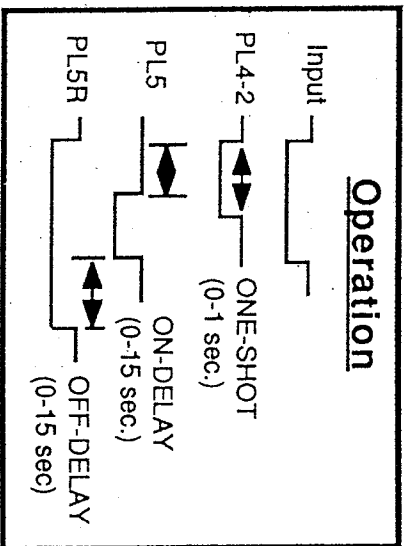 Operation
Input
PL4-2
ONE-SHOT
(0-1 sec.)
PL5
ON-DELAY
(0-15 sec.)
PL5R
OFF-DELAY
(0-15 sec)